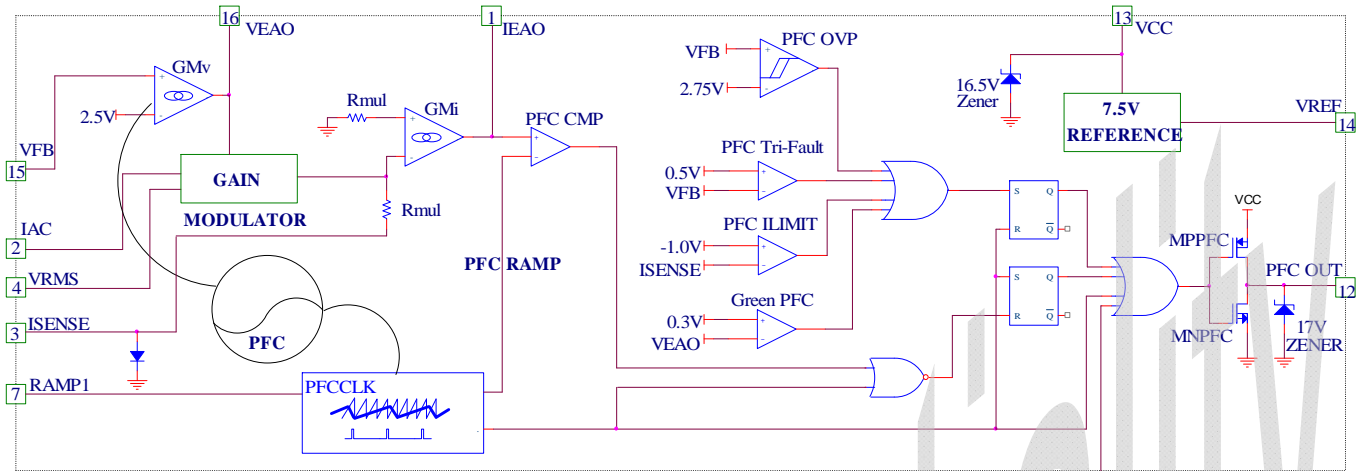 16
VEAO
1
IEAO
13
VCC
GMv
+
-
2.5V
VFB
15
GAIN
MODULATOR
IAC
2
VRMS
4
ISENSE
3
RAMP1
7
Rmul
GMi
+
-
Rmul
PFC CMP
+
-
PFC RAMP
PFC
PFCCLK
-
PFC OVP
VFB
+
2.75V
-
PFC Tri-Fault
0.5V
+
VFB
-
PFC ILIMIT
-1.0V
+
ISENSE
-
Green PFC
0.3V
+
VEAO
-
S
Q
R
Q
S
Q
R
Q
16.5V
Zener
7.5V
REFERENCE
VREF
14
VCC
MPPFC
PFC OUT
12
MNPFC
17V
ZENER